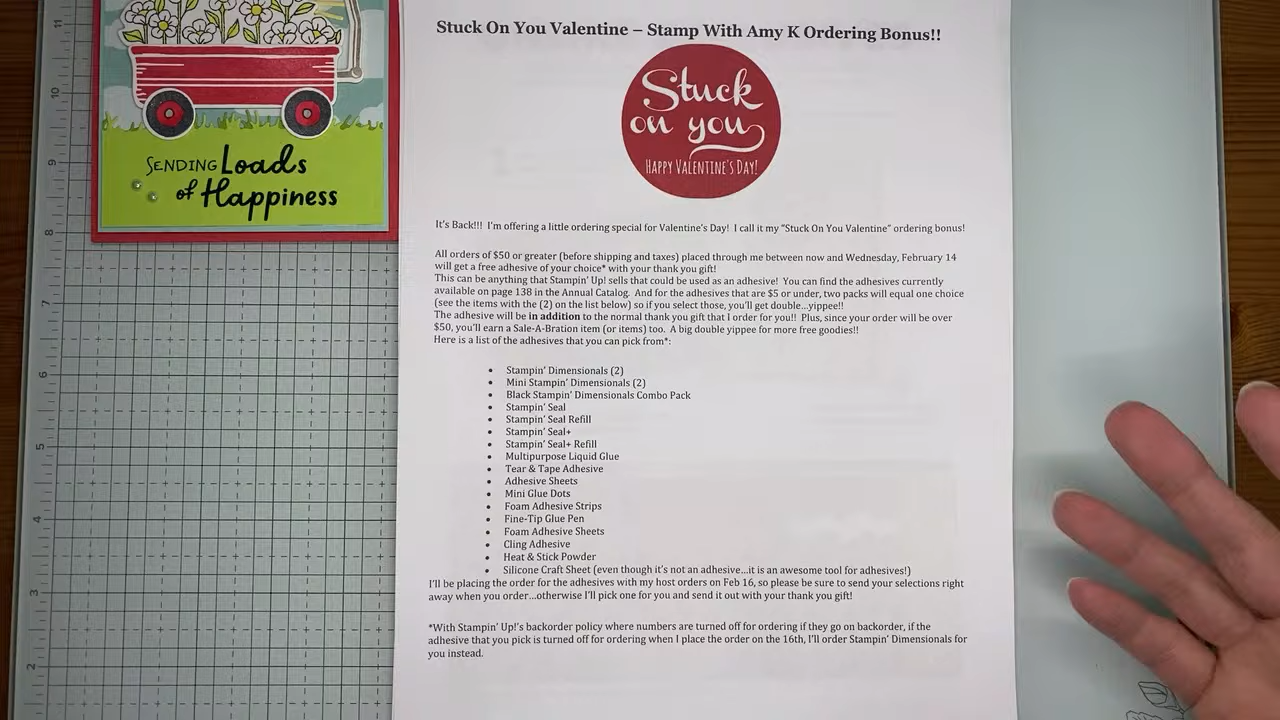 Stuck On You Valentine – Stamp With Amy K Ordering Bonus!!
Stuck
on you
HAPPY VALENTINE'S DAY!
It's Back!!! I'm offering a little ordering special for Valentine's Day! I call it my "Stuck On You Valentine" ordering bonus!
All orders of $50 or greater (before shipping and taxes) placed through me between now and Wednesday, February 14
will get a free adhesive of your choice* with your thank you gift!
This can be anything that Stampin' Up! sells that could be used as an adhesive! You can find the adhesives currently
available on page 138 in the Annual Catalog. And for the adhesives that are $5 or under, two packs will equal one choice
(see the items with the (2) on the list below) so if you select those, you'll get double...yippee!!
The adhesive will be in addition to the normal thank you gift that I order for you!! Plus, since your order will be over
$50, you'll earn a Sale-A-Bration item (or items) too. A big double yippee for more free goodies!!
Here is a list of the adhesives that you can pick from*:
• Stampin' Dimensionals (2)
• Mini Stampin' Dimensionals (2)
• Black Stampin' Dimensionals Combo Pack
• Stampin' Seal
• Stampin' Seal Refill
• Stampin' Seal+
• Stampin' Seal+ Refill
• Multipurpose Liquid Glue
• Tear & Tape Adhesive
• Adhesive Sheets
• Mini Glue Dots
• Foam Adhesive Strips
• Fine-Tip Glue Pen
• Foam Adhesive Sheets
• Cling Adhesive
• Heat & Stick Powder
• Silicone Craft Sheet (even though it's not an adhesive...it is an awesome tool for adhesives!)
I'll be placing the order for the adhesives with my host orders on Feb 16, so please be sure to send your selections right
away when you order...otherwise I'll pick one for you and send it out with your thank you gift!
*With Stampin' Up!'s backorder policy where numbers are turned off for ordering if they go on backorder, if the
adhesive that you pick is turned off for ordering when I place the order on the 16th, I'll order Stampin' Dimensionals for
you instead.
SENDING Loads
of Happiness
11
10
9
8
7
6
5
4
3
2